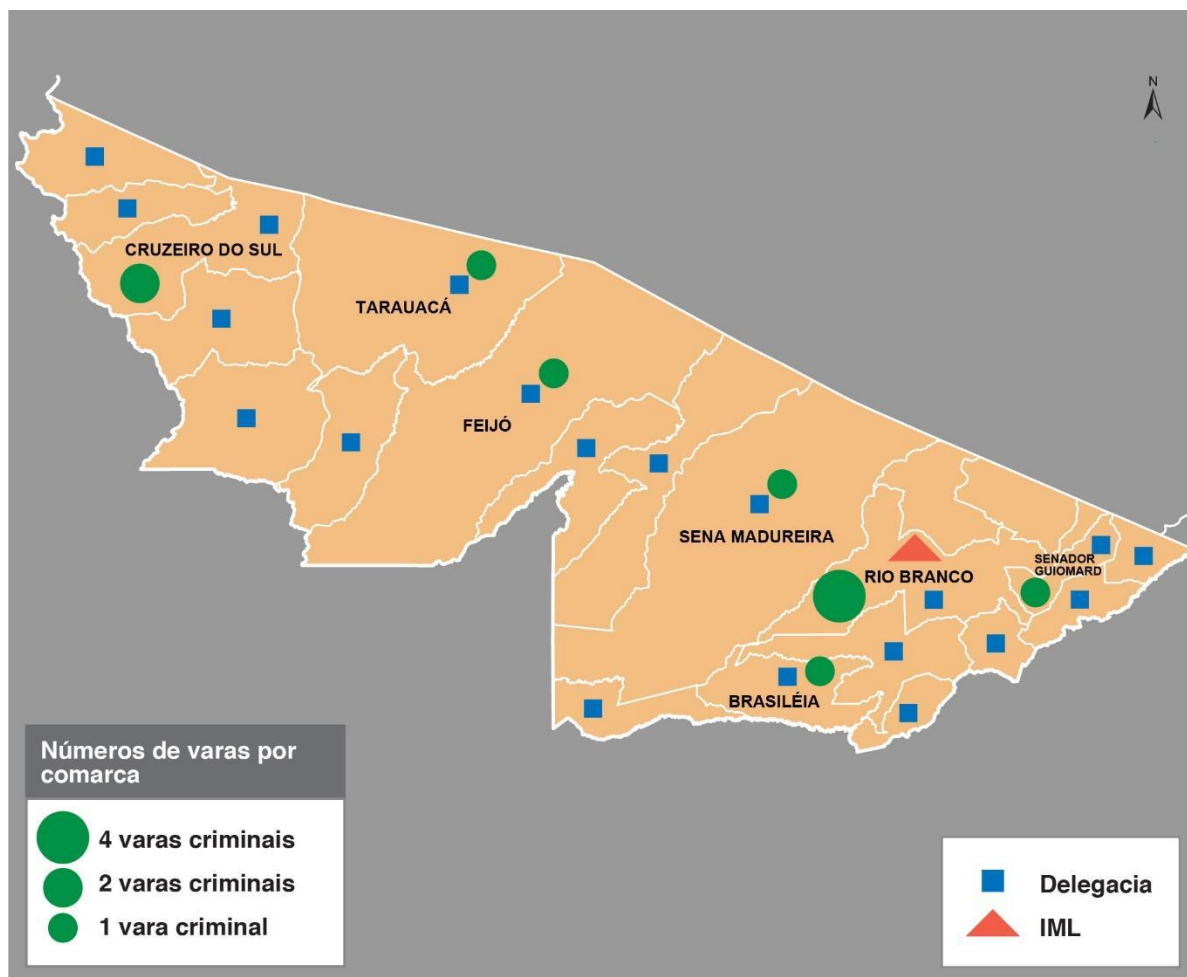 N
CRUZEIRO DO SUL
TARAUACÁ
FEIJÓ
SENA MADUREIRA
SENADOR
GUIOMARD
RIO BRANCO
BRASILÉIA
Números de varas por
comarca
4 varas criminais
2 varas criminais
1 vara criminal
Delegacia
IML